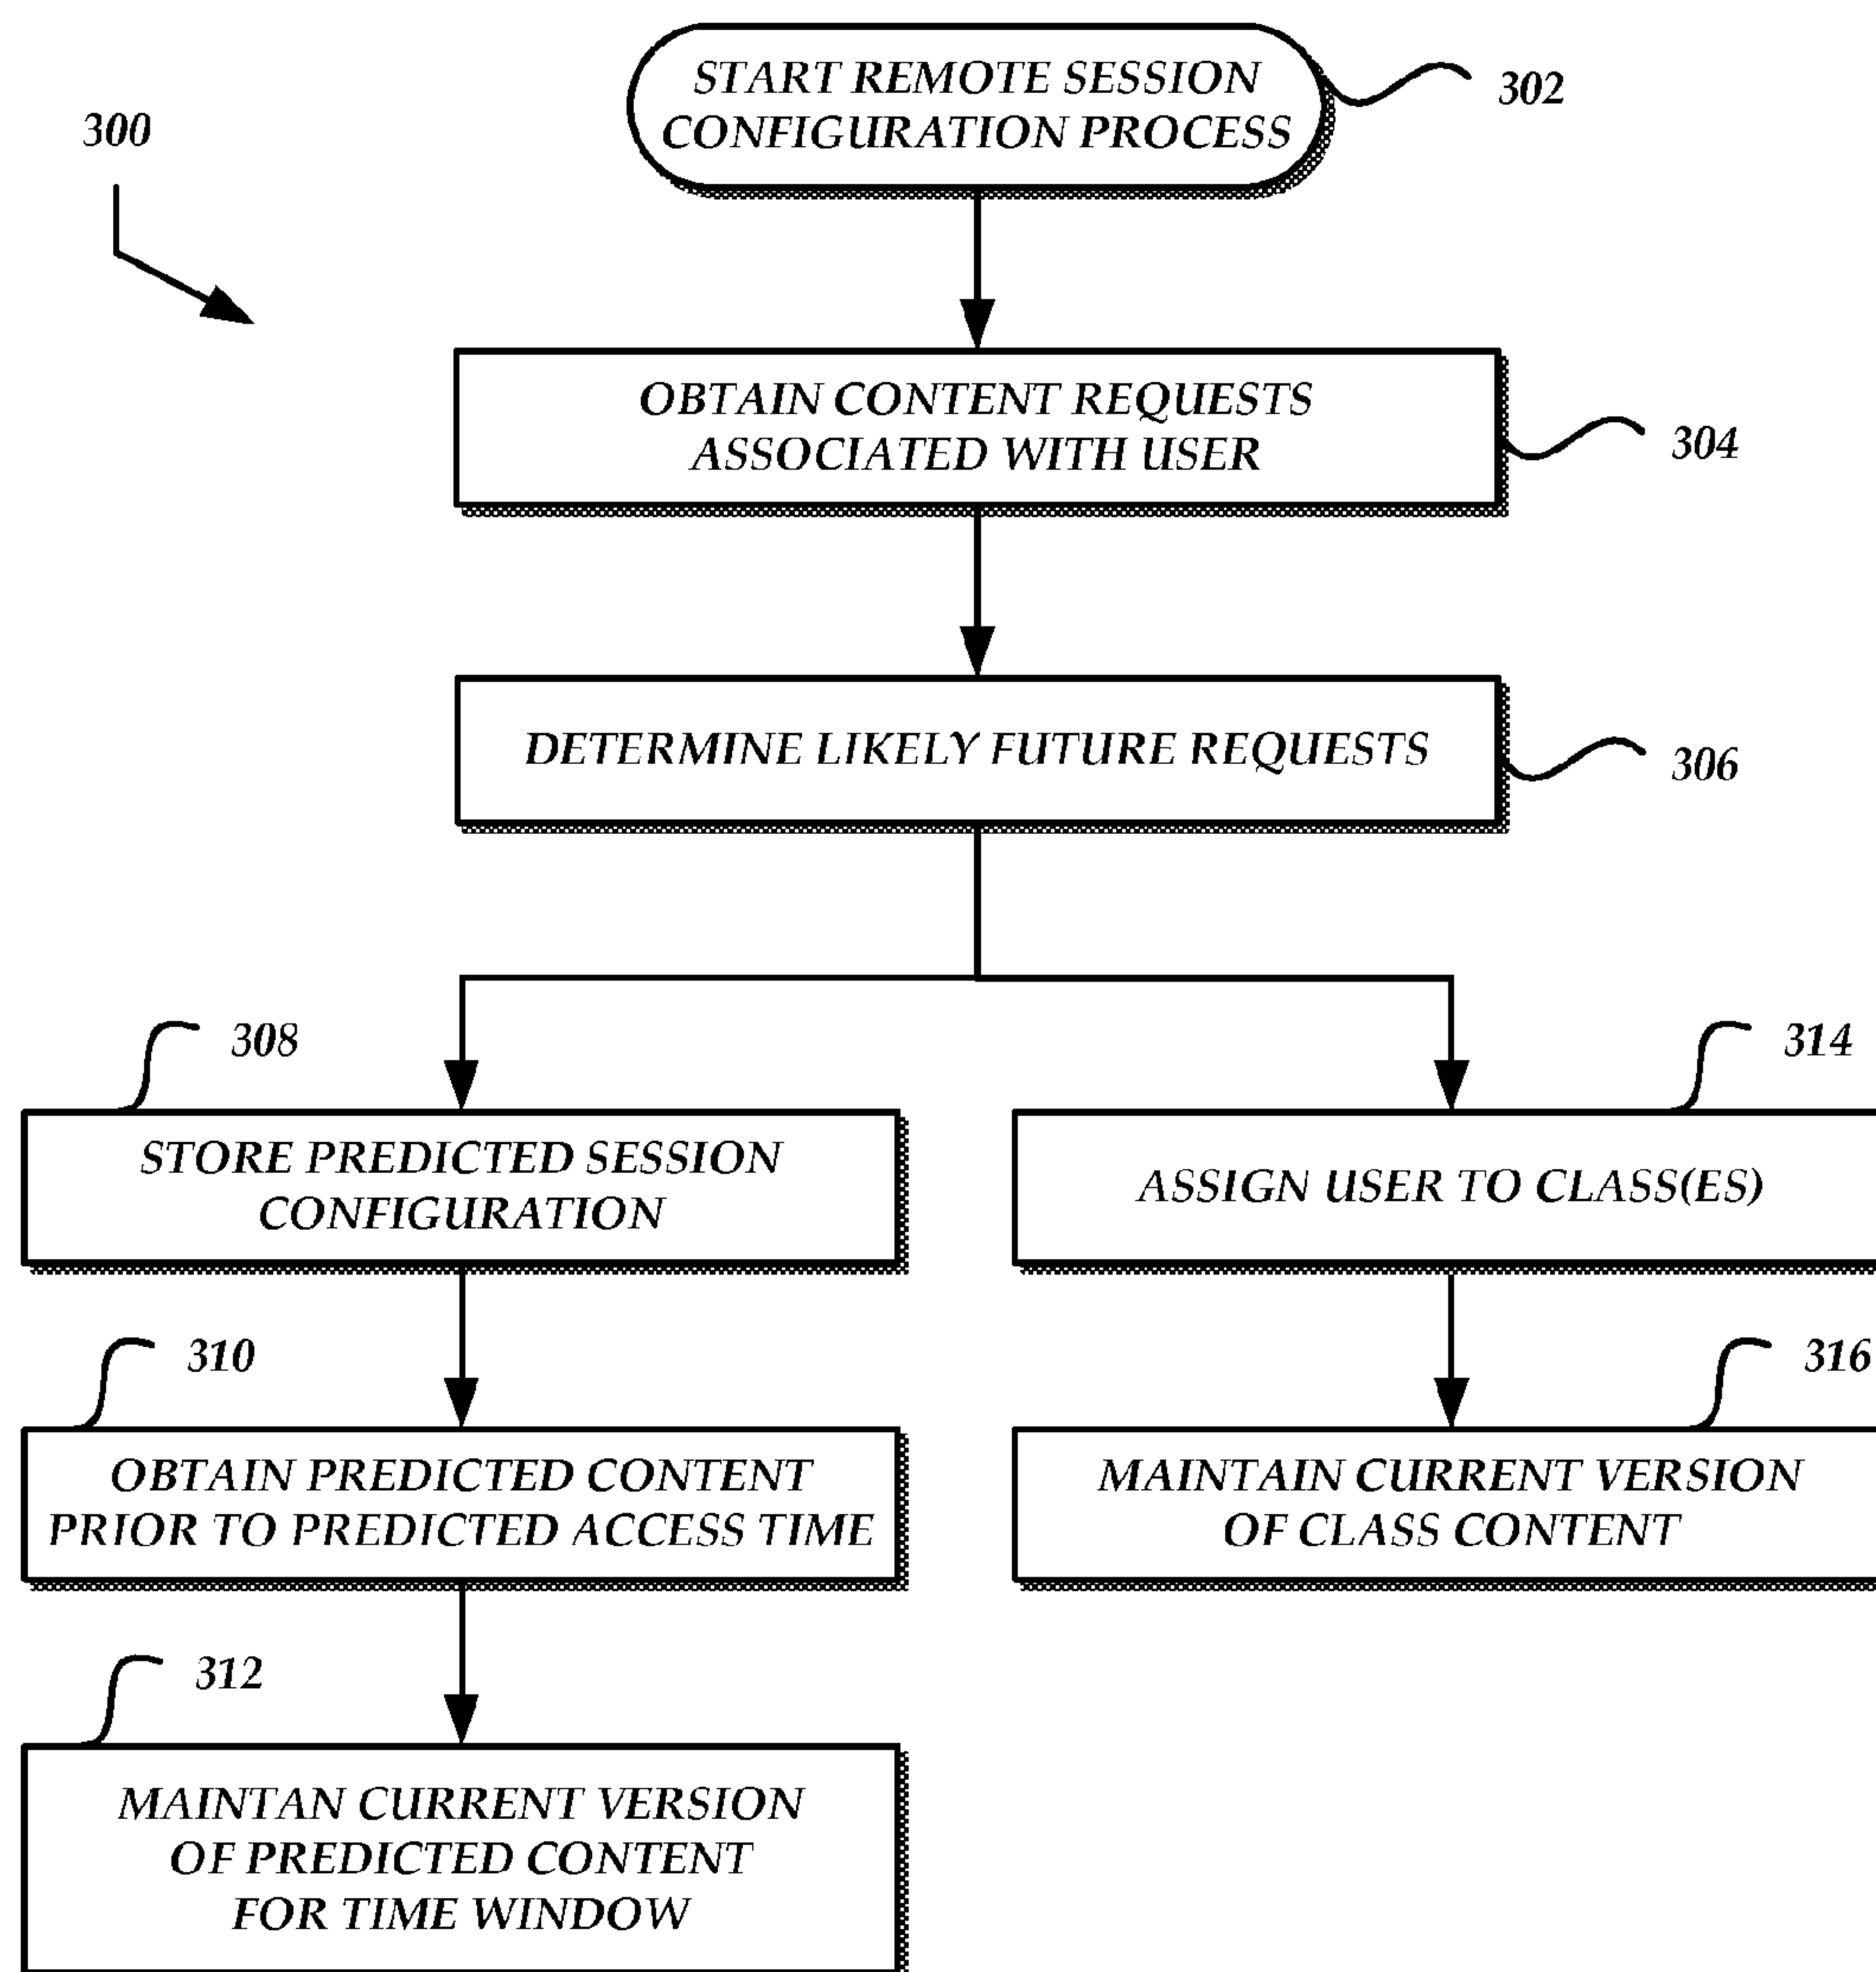 START REMOTE SESSION
CONFIGURATION PROCESS
302
300
OBTAIN CONTENT REQUESTS
ASSOCIATED WITH USER
304
DETERMINE LIKELY FUTURE REQUESTS
306
308
STORE PREDICTED SESSION
CONFIGURATION
314
ASSIGN USER TO CLASS(ES)
310
OBTAIN PREDICTED CONTENT
PRIOR TO PREDICTED ACCESS TIME
316
MAINTAIN CURRENT VERSION
OF CLASS CONTENT
312
MAINTAN CURRENT VERSION
OF PREDICTED CONTENT
FOR TIME WINDOW